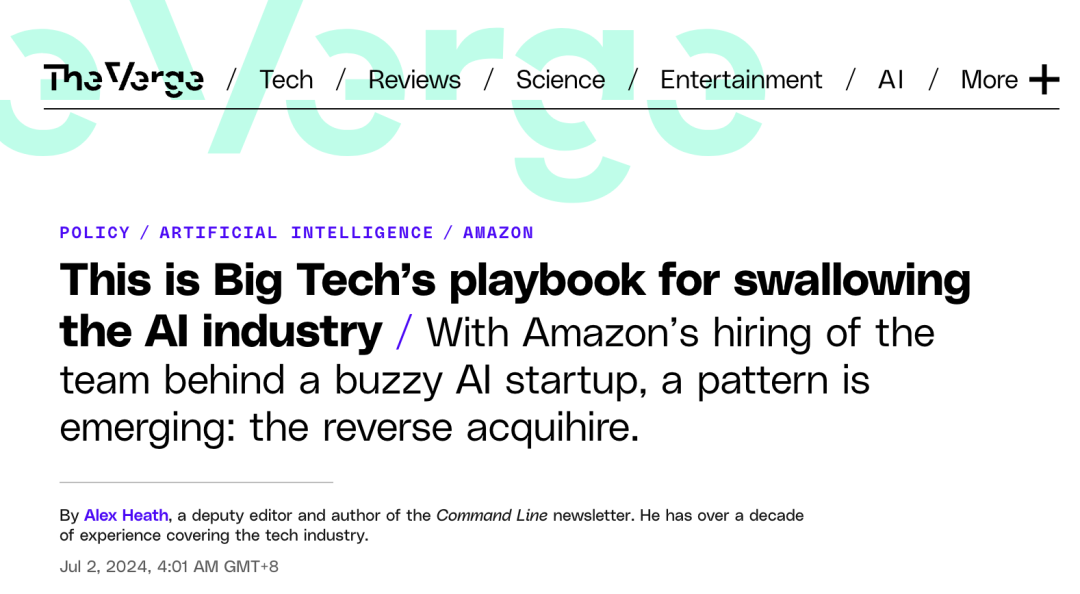 The Verge / Tech / Reviews / Science / Entertainment / AI / More +
POLICY / ARTIFICIAL INTELLIGENCE / AMAZON
This is Big Tech’s playbook for swallowing
the AI industry / With Amazon’s hiring of the
team behind a buzzy AI startup, a pattern is
emerging: the reverse acquihire.
By Alex Heath, a deputy editor and author of the Command Line newsletter. He has over a decade
of experience covering the tech industry.
Jul 2, 2024, 4:01 AM GMT+8